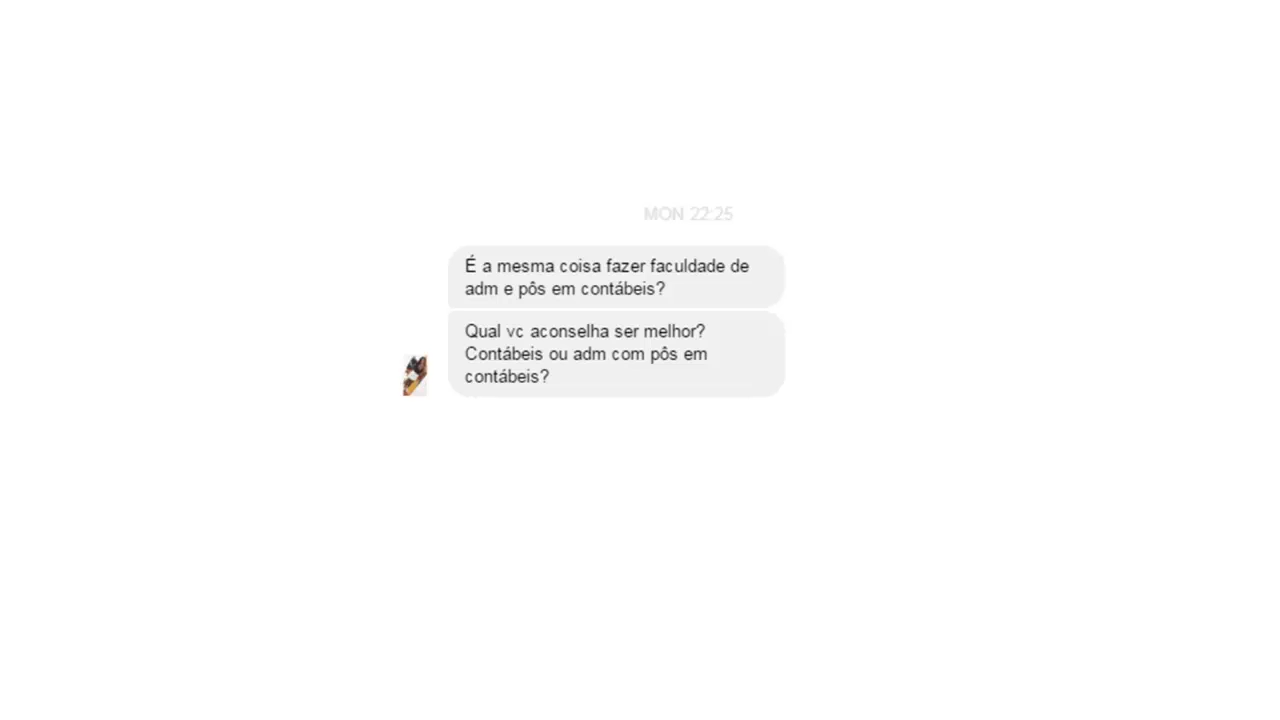 MON 22:25
É a mesma coisa fazer faculdade de
adm e pôs em contábeis?
Qual vc aconselha ser melhor?
Contábeis ou adm com pôs em
contábeis?